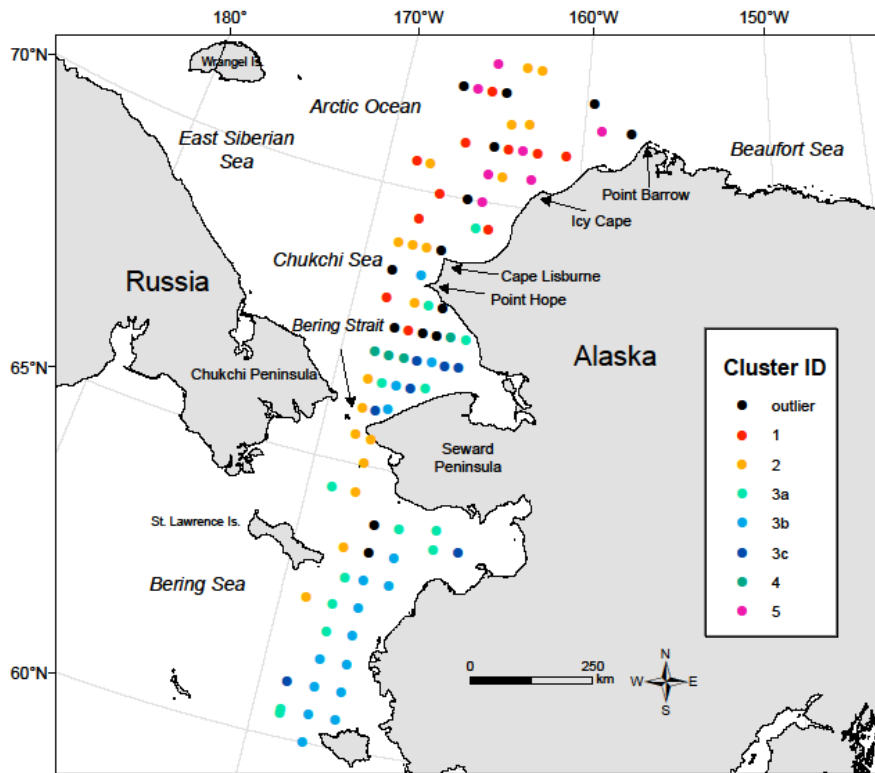 180°
170°W
160°W
150°W
70°N
Wrangel Is.
Arctic Ocean
East Siberian
Sea
Beaufort Sea
Point Barrow
Icy Cape
Chukchi Sea
Cape Lisburne
Russia
Point Hope
Bering Strait
Alaska
65°N
Chukchi Peninsula
Cluster ID
outlier
1
2
3a
3b
3c
4
5
Seward
Peninsula
St. Lawrence Is.
Bering Sea
60°N
0
250
km
N
W
E
S